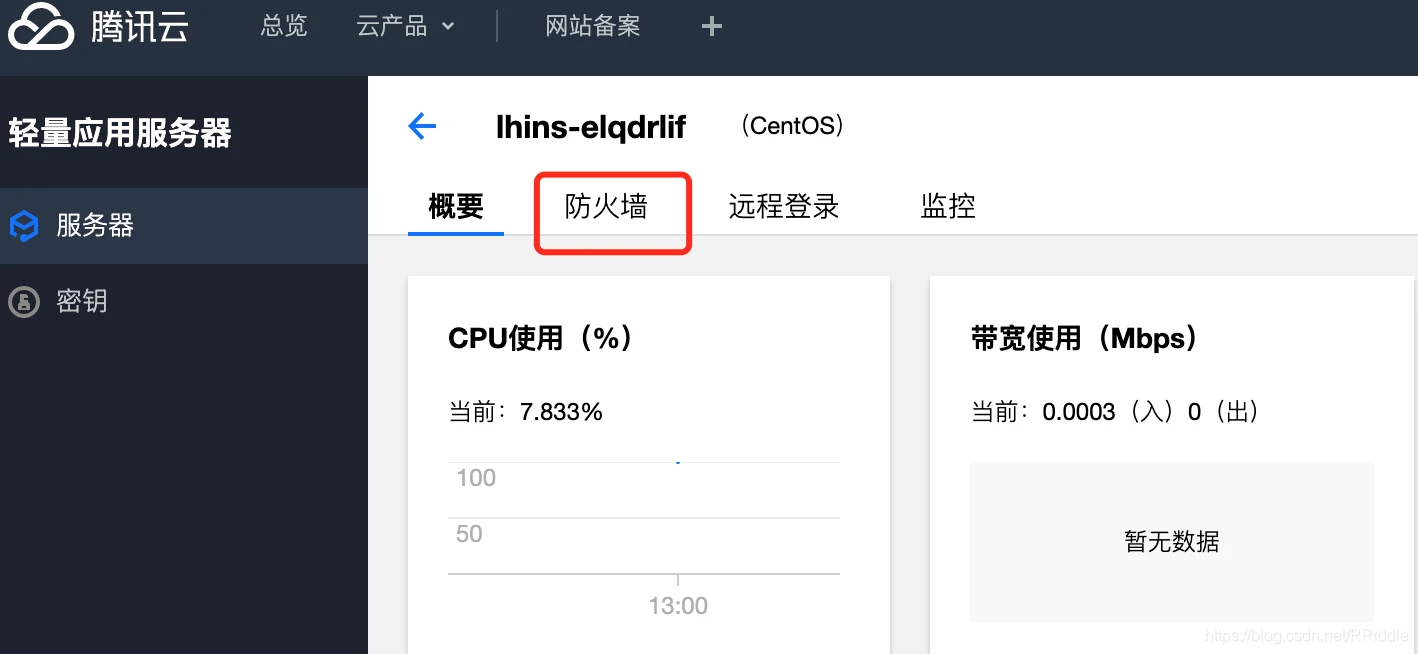 腾讯云 总览 云产品 网站备案 +
轻量应用服务器
服务器
密钥
lhins-elqdrlif （CentOS）
概要 防火墙 远程登录 监控
CPU使用（%）
当前：7.833%
100
50
13:00
带宽使用（Mbps）
当前：0.0003（入）0（出）
暂无数据
https://blog.csdn.net/RRiddle